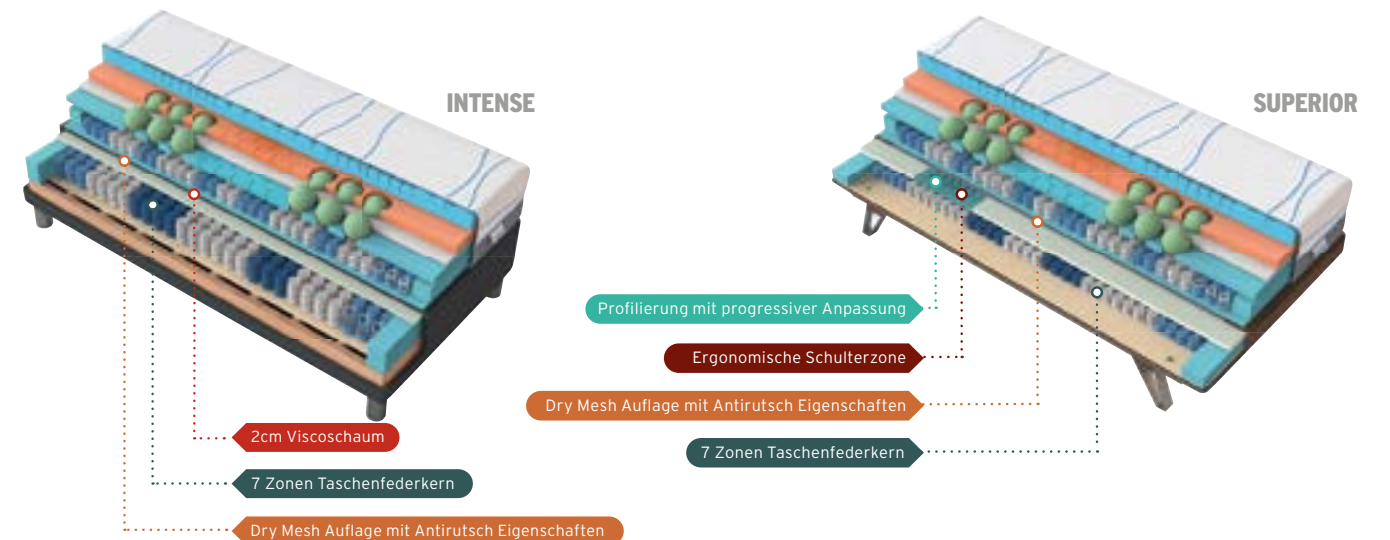 INTENSE
2cm Viscoschaum
7 Zonen Taschenfederkern
Dry Mesh Auflage mit Antirutsch Eigenschaften
SUPERIOR
Profilierung mit progressiver Anpassung
Ergonomische Schulterzone
Dry Mesh Auflage mit Antirutsch Eigenschaften
7 Zonen Taschenfederkern